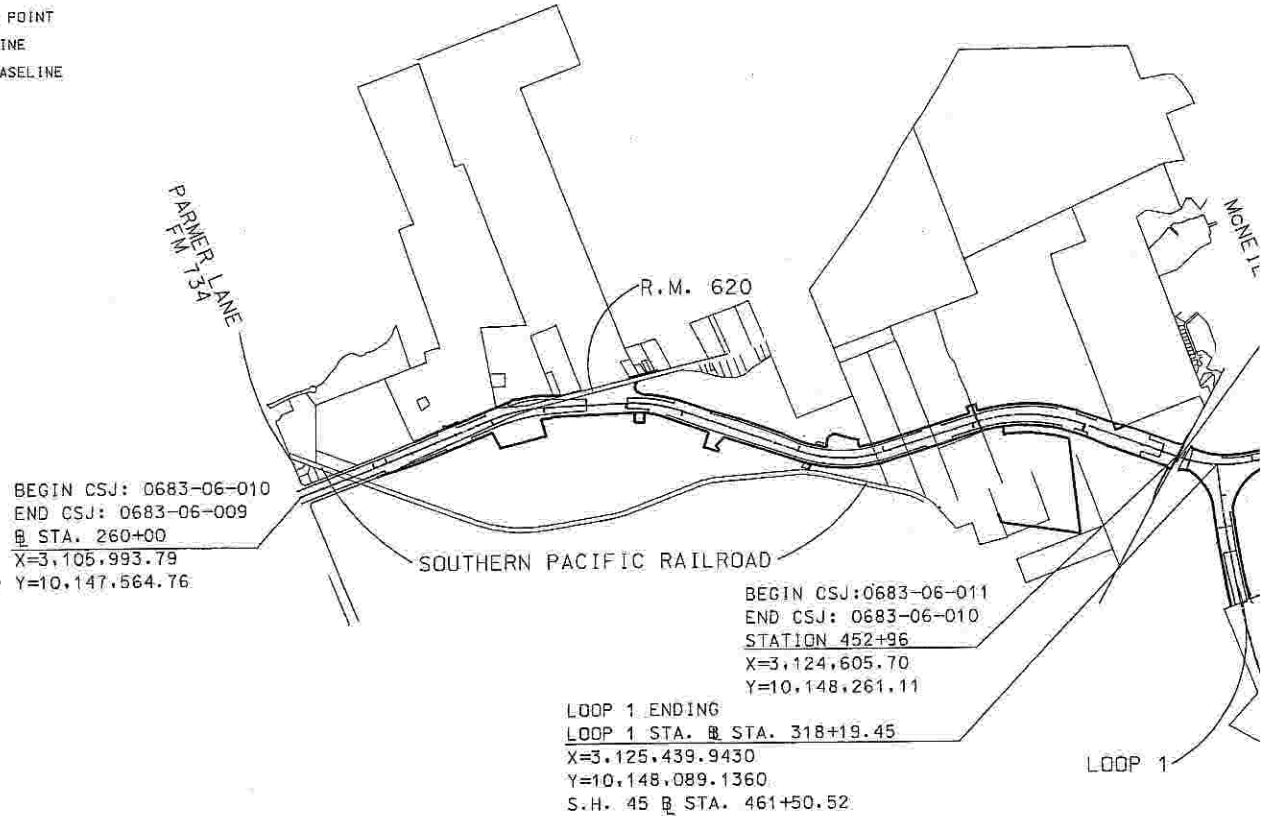 POINT
INE
ASELINE
PARMER LANE
FM 734
R.M. 620
MCNEIL
BEGIN CSJ: 0683-06-010
END CSJ: 0683-06-009
℄ STA. 260+00
X=3,105,993.79
Y=10,147,564.76
SOUTHERN PACIFIC RAILROAD
BEGIN CSJ:0683-06-011
END CSJ: 0683-06-010
STATION 452+96
X=3,124,605.70
Y=10,148,261.11
LOOP 1 ENDING
LOOP 1 STA. ℄ STA. 318+19.45
X=3,125,439.9430
Y=10,148,089.1360
S.H. 45 ℄ STA. 461+50.52
LOOP 1